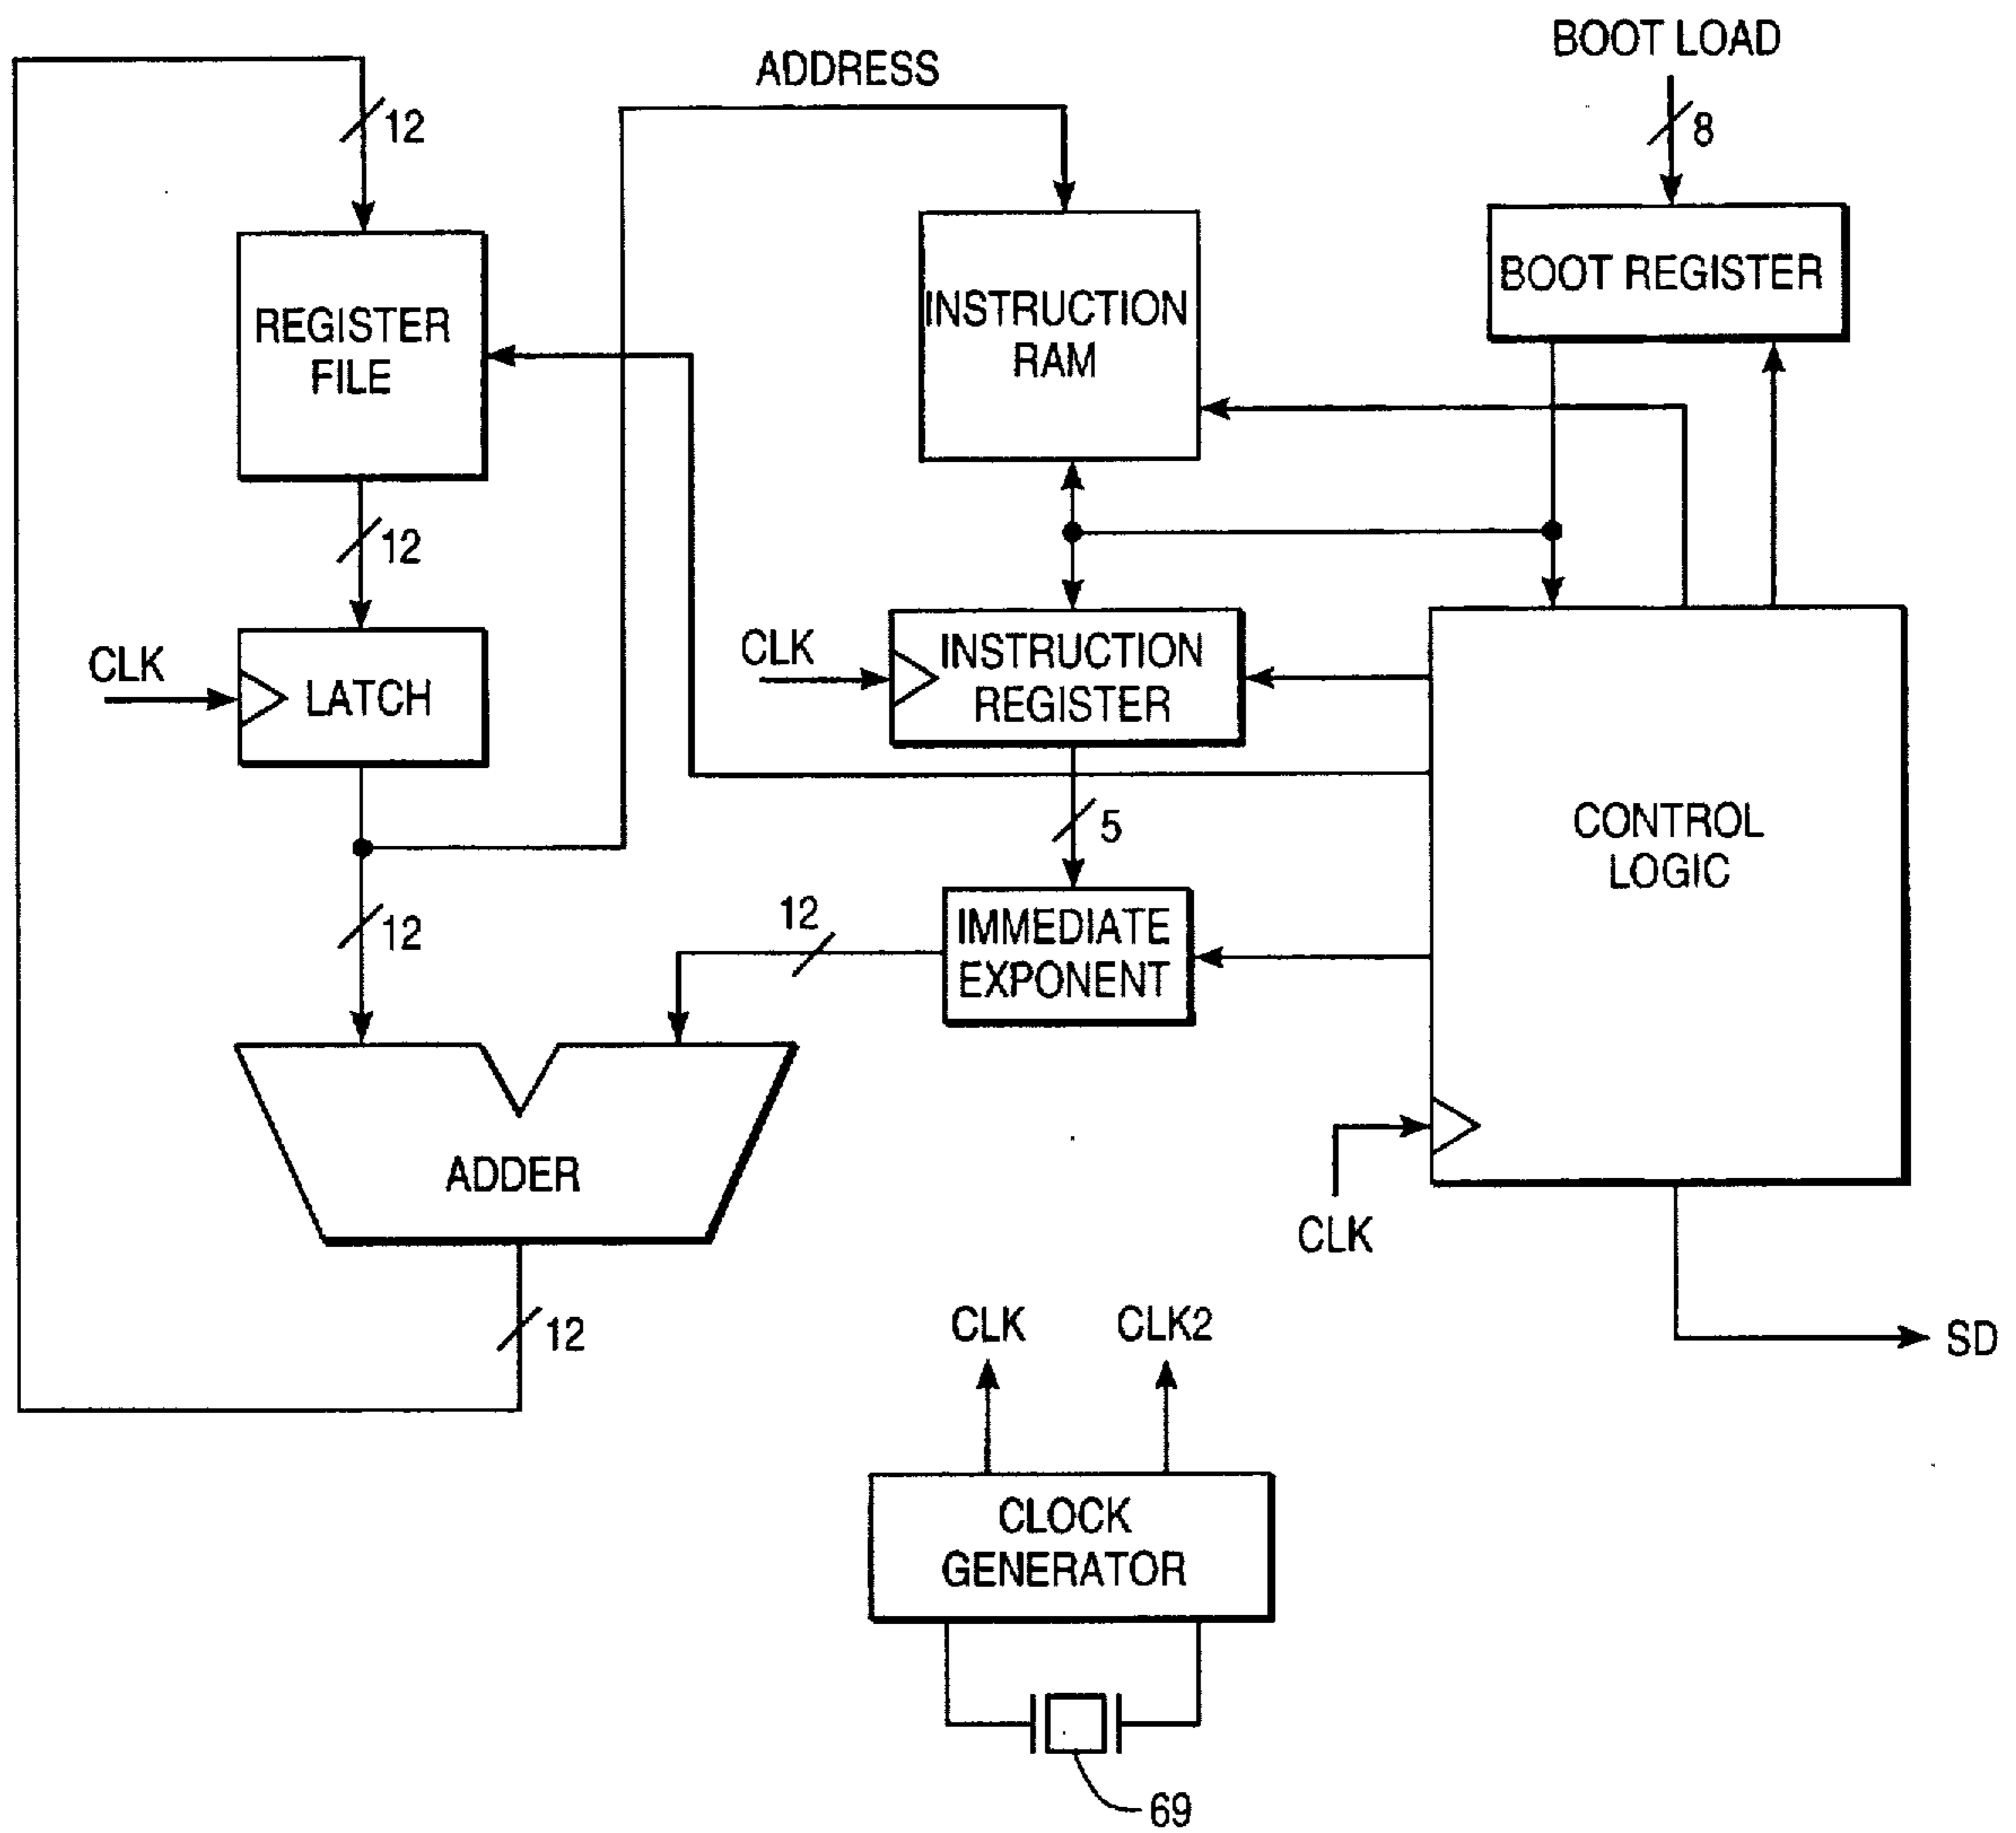 BOOT LOAD
ADDRESS
12
8
REGISTER
FILE
INSTRUCTION
RAM
BOOT REGISTER
12
CLK
LATCH
CLK
INSTRUCTION
REGISTER
5
CONTROL
LOGIC
12
12
IMMEDIATE
EXPONENT
ADDER
CLK
12
CLK
CLK2
SD
CLOCK
GENERATOR
69